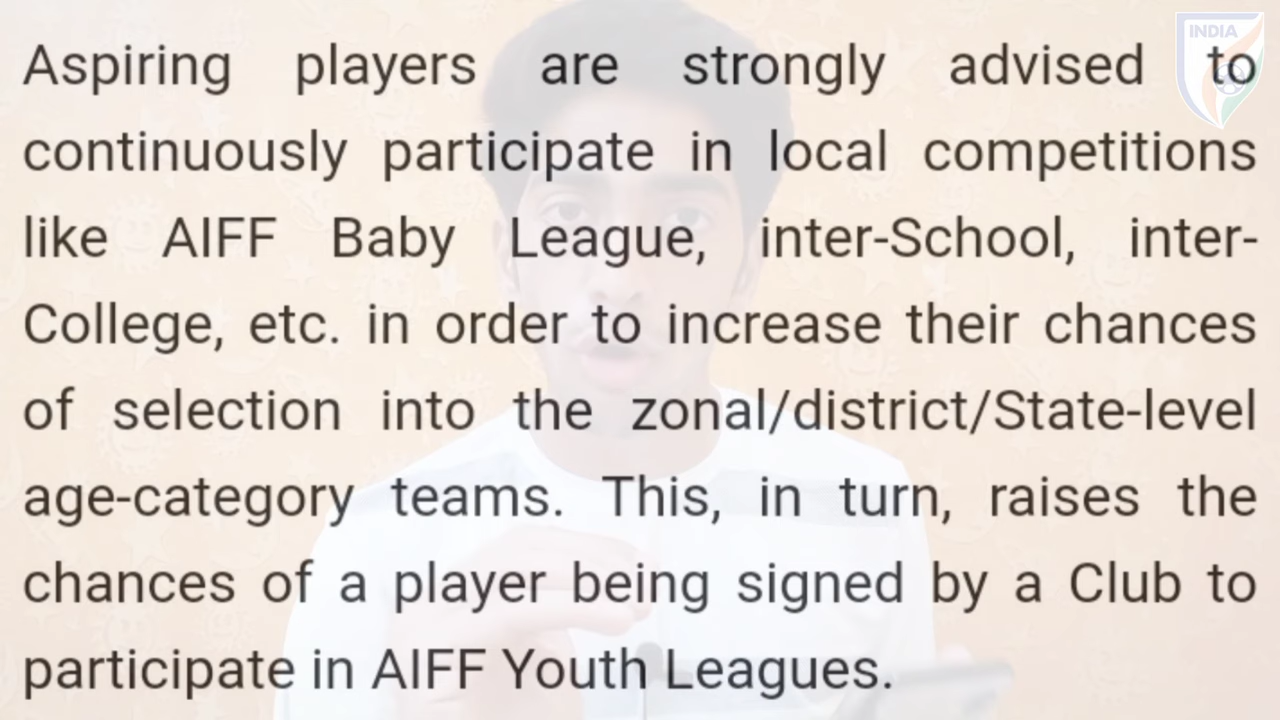 INDIA
Aspiring players are strongly advised to
continuously participate in local competitions
like AIFF Baby League, inter-School, inter-
College, etc. in order to increase their chances
of selection into the zonal/district/State-level
age-category teams. This, in turn, raises the
chances of a player being signed by a Club to
participate in AIFF Youth Leagues.